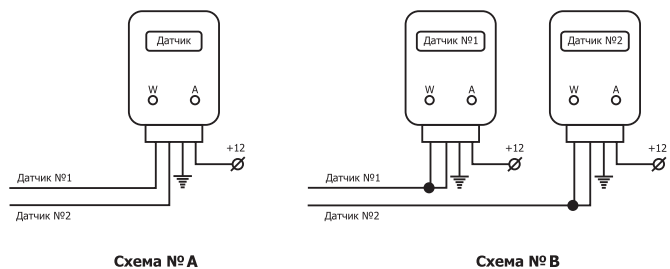 Датчик
W A
+12
Датчик №1
Датчик №2
Схема № A
Датчик №1
W A
+12
Датчик №2
W A
+12
Датчик №1
Датчик №2
Схема № B